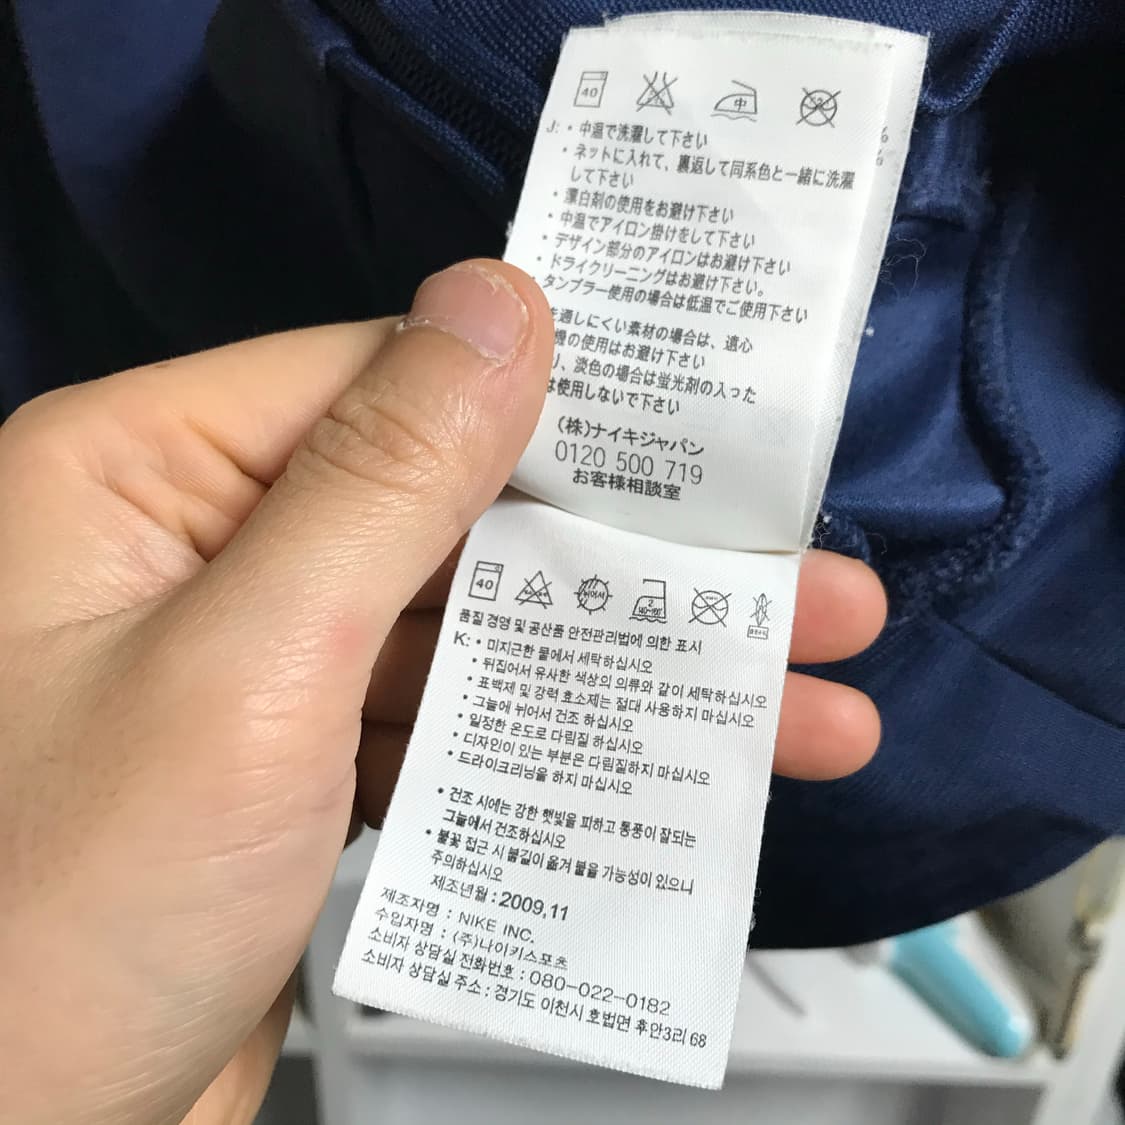 40 中
J: • 中温で洗濯して下さい
• ネットに入れて、裏返して同系色と一緒に洗濯
して下さい
• 漂白剤の使用をお避け下さい
• 中温でアイロン掛けをして下さい
• デザイン部分のアイロンはお避け下さい
• ドライクリーニングはお避け下さい。
タンブラー使用の場合は低温でご使用下さい
を通しにくい素材の場合は、遠心
機の使用はお避け下さい
り、淡色の場合は蛍光剤の入った
は使用しないで下さい
(株)ナイキジャパン
0120 500 719
お客様相談室
40
품질 경영 및 공산품 안전관리법에 의한 표시
K: • 미지근한 물에서 세탁하십시오
• 뒤집어서 유사한 색상의 의류와 같이 세탁하십시오
• 표백제 및 강력 효소제는 절대 사용하지 마십시오
• 그늘에 뉘어서 건조 하십시오
• 일정한 온도로 다림질 하십시오
• 디자인이 있는 부분은 다림질하지 마십시오
• 드라이크리닝을 하지 마십시오
• 건조 시에는 강한 햇빛을 피하고 통풍이 잘되는
그늘에서 건조하십시오
• 불꽃 접근 시 불길이 옮겨 붙을 가능성이 있으니
주의하십시오
제조년월 : 2009.11
제조자명 : NIKE INC.
수입자명 : (주)나이키스포츠
소비자 상담실 전화번호 : 080-022-0182
소비자 상담실 주소 : 경기도 이천시 호법면 후안3리 68